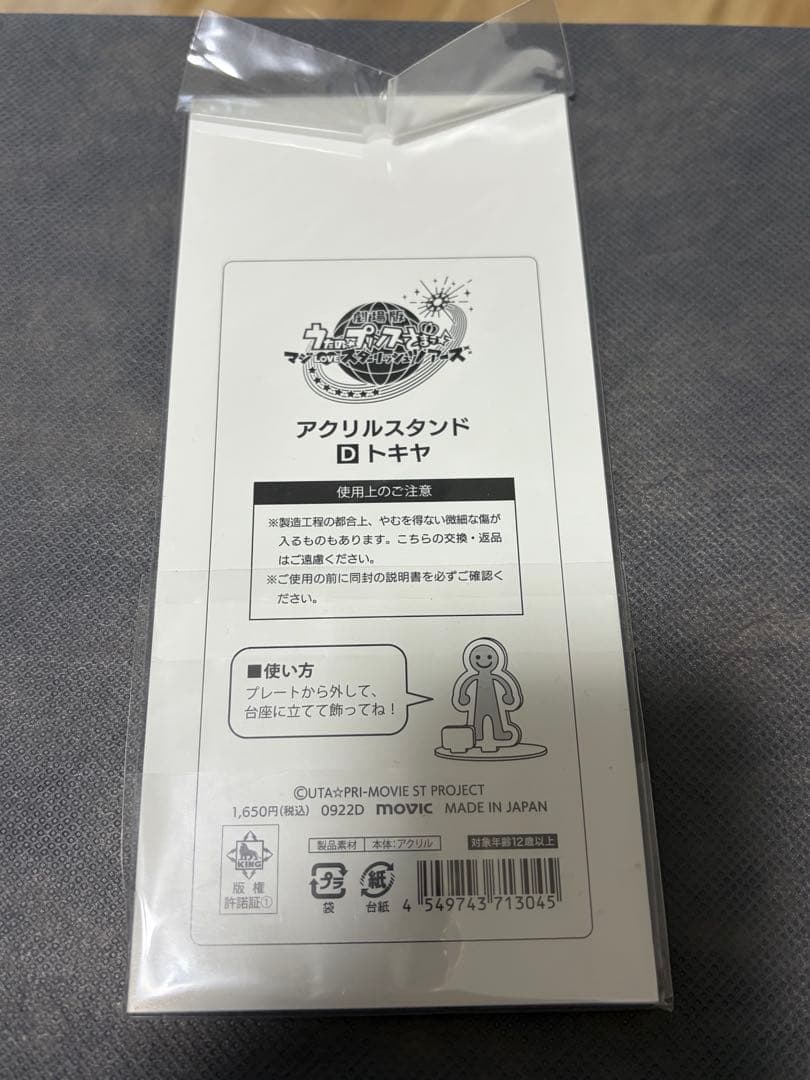 劇場版
うたの☆プリンスさまっ♪
マジLOVEスターリッシュツアーズ
アクリルスタンド
D トキヤ
使用上のご注意
※製造工程の都合上、やむを得ない微細な傷が
入るものもあります。こちらの交換・返品
はご遠慮ください。
※ご使用の前に同封の説明書を必ずご確認く
ださい。
■使い方
プレートから外して、
台座に立てて飾ってね!
©UTA☆PRI-MOVIE ST PROJECT
1,650円(税込) 0922D movic MADE IN JAPAN
製品素材 本体:アクリル 対象年齢12歳以上
KING
版権
許諾証①
プラ
袋
紙
台紙
4 549743 713045